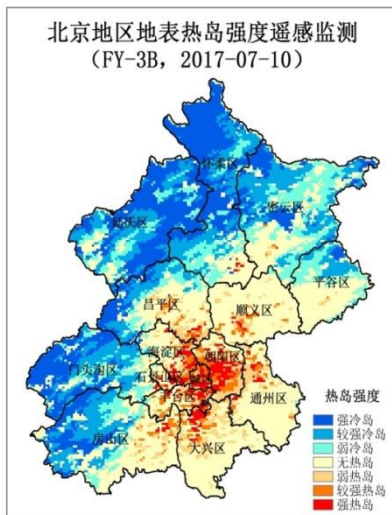 北京地区地表热岛强度遥感监测
(FY-3B, 2017-07-10)
怀柔区
密云区
延庆区
平谷区
昌平区
顺义区
海淀区
朝阳区
门头沟区
石景山区
城区
丰台区
通州区
房山区
大兴区
热岛强度
强冷岛
较强冷岛
弱冷岛
无热岛
弱热岛
较强热岛
强热岛